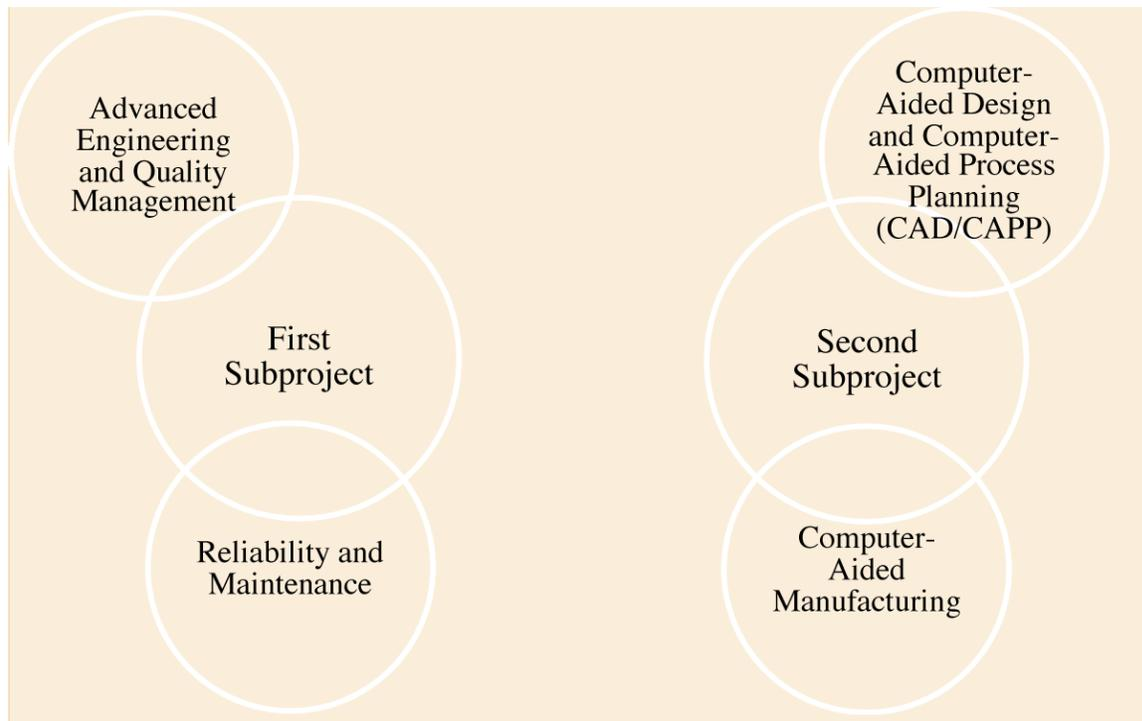 Advanced
Engineering
and Quality
Management
First
Subproject
Reliability and
Maintenance
Computer-
Aided Design
and Computer-
Aided Process
Planning
(CAD/CAPP)
Second
Subproject
Computer-
Aided
Manufacturing